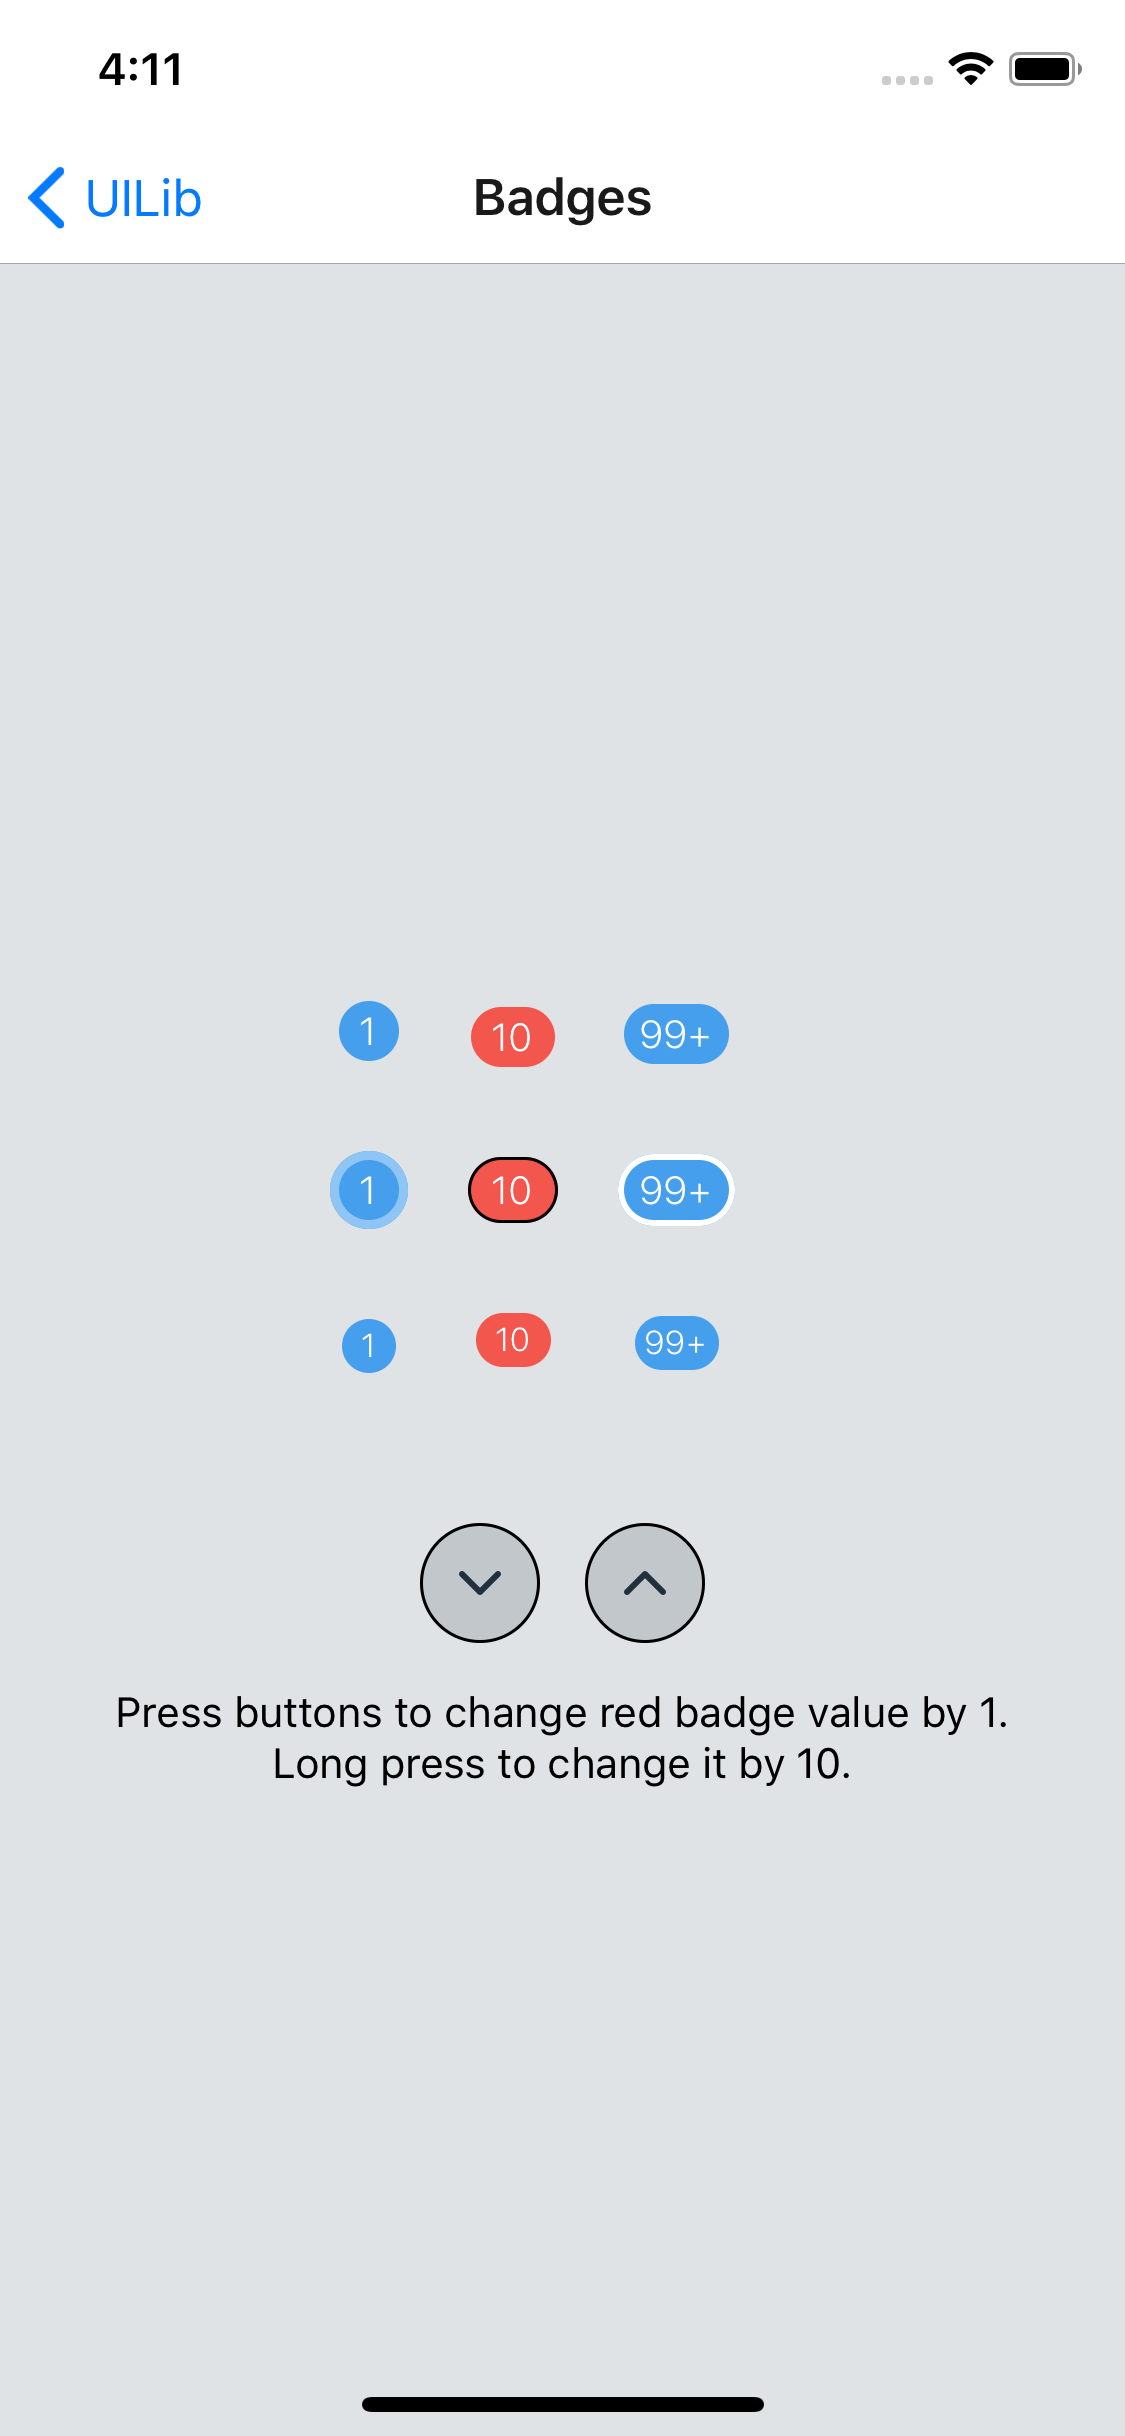 4:11
UILib
Badges
1 10 99+
1 10 99+
1 10 99+
Press buttons to change red badge value by 1.
Long press to change it by 10.